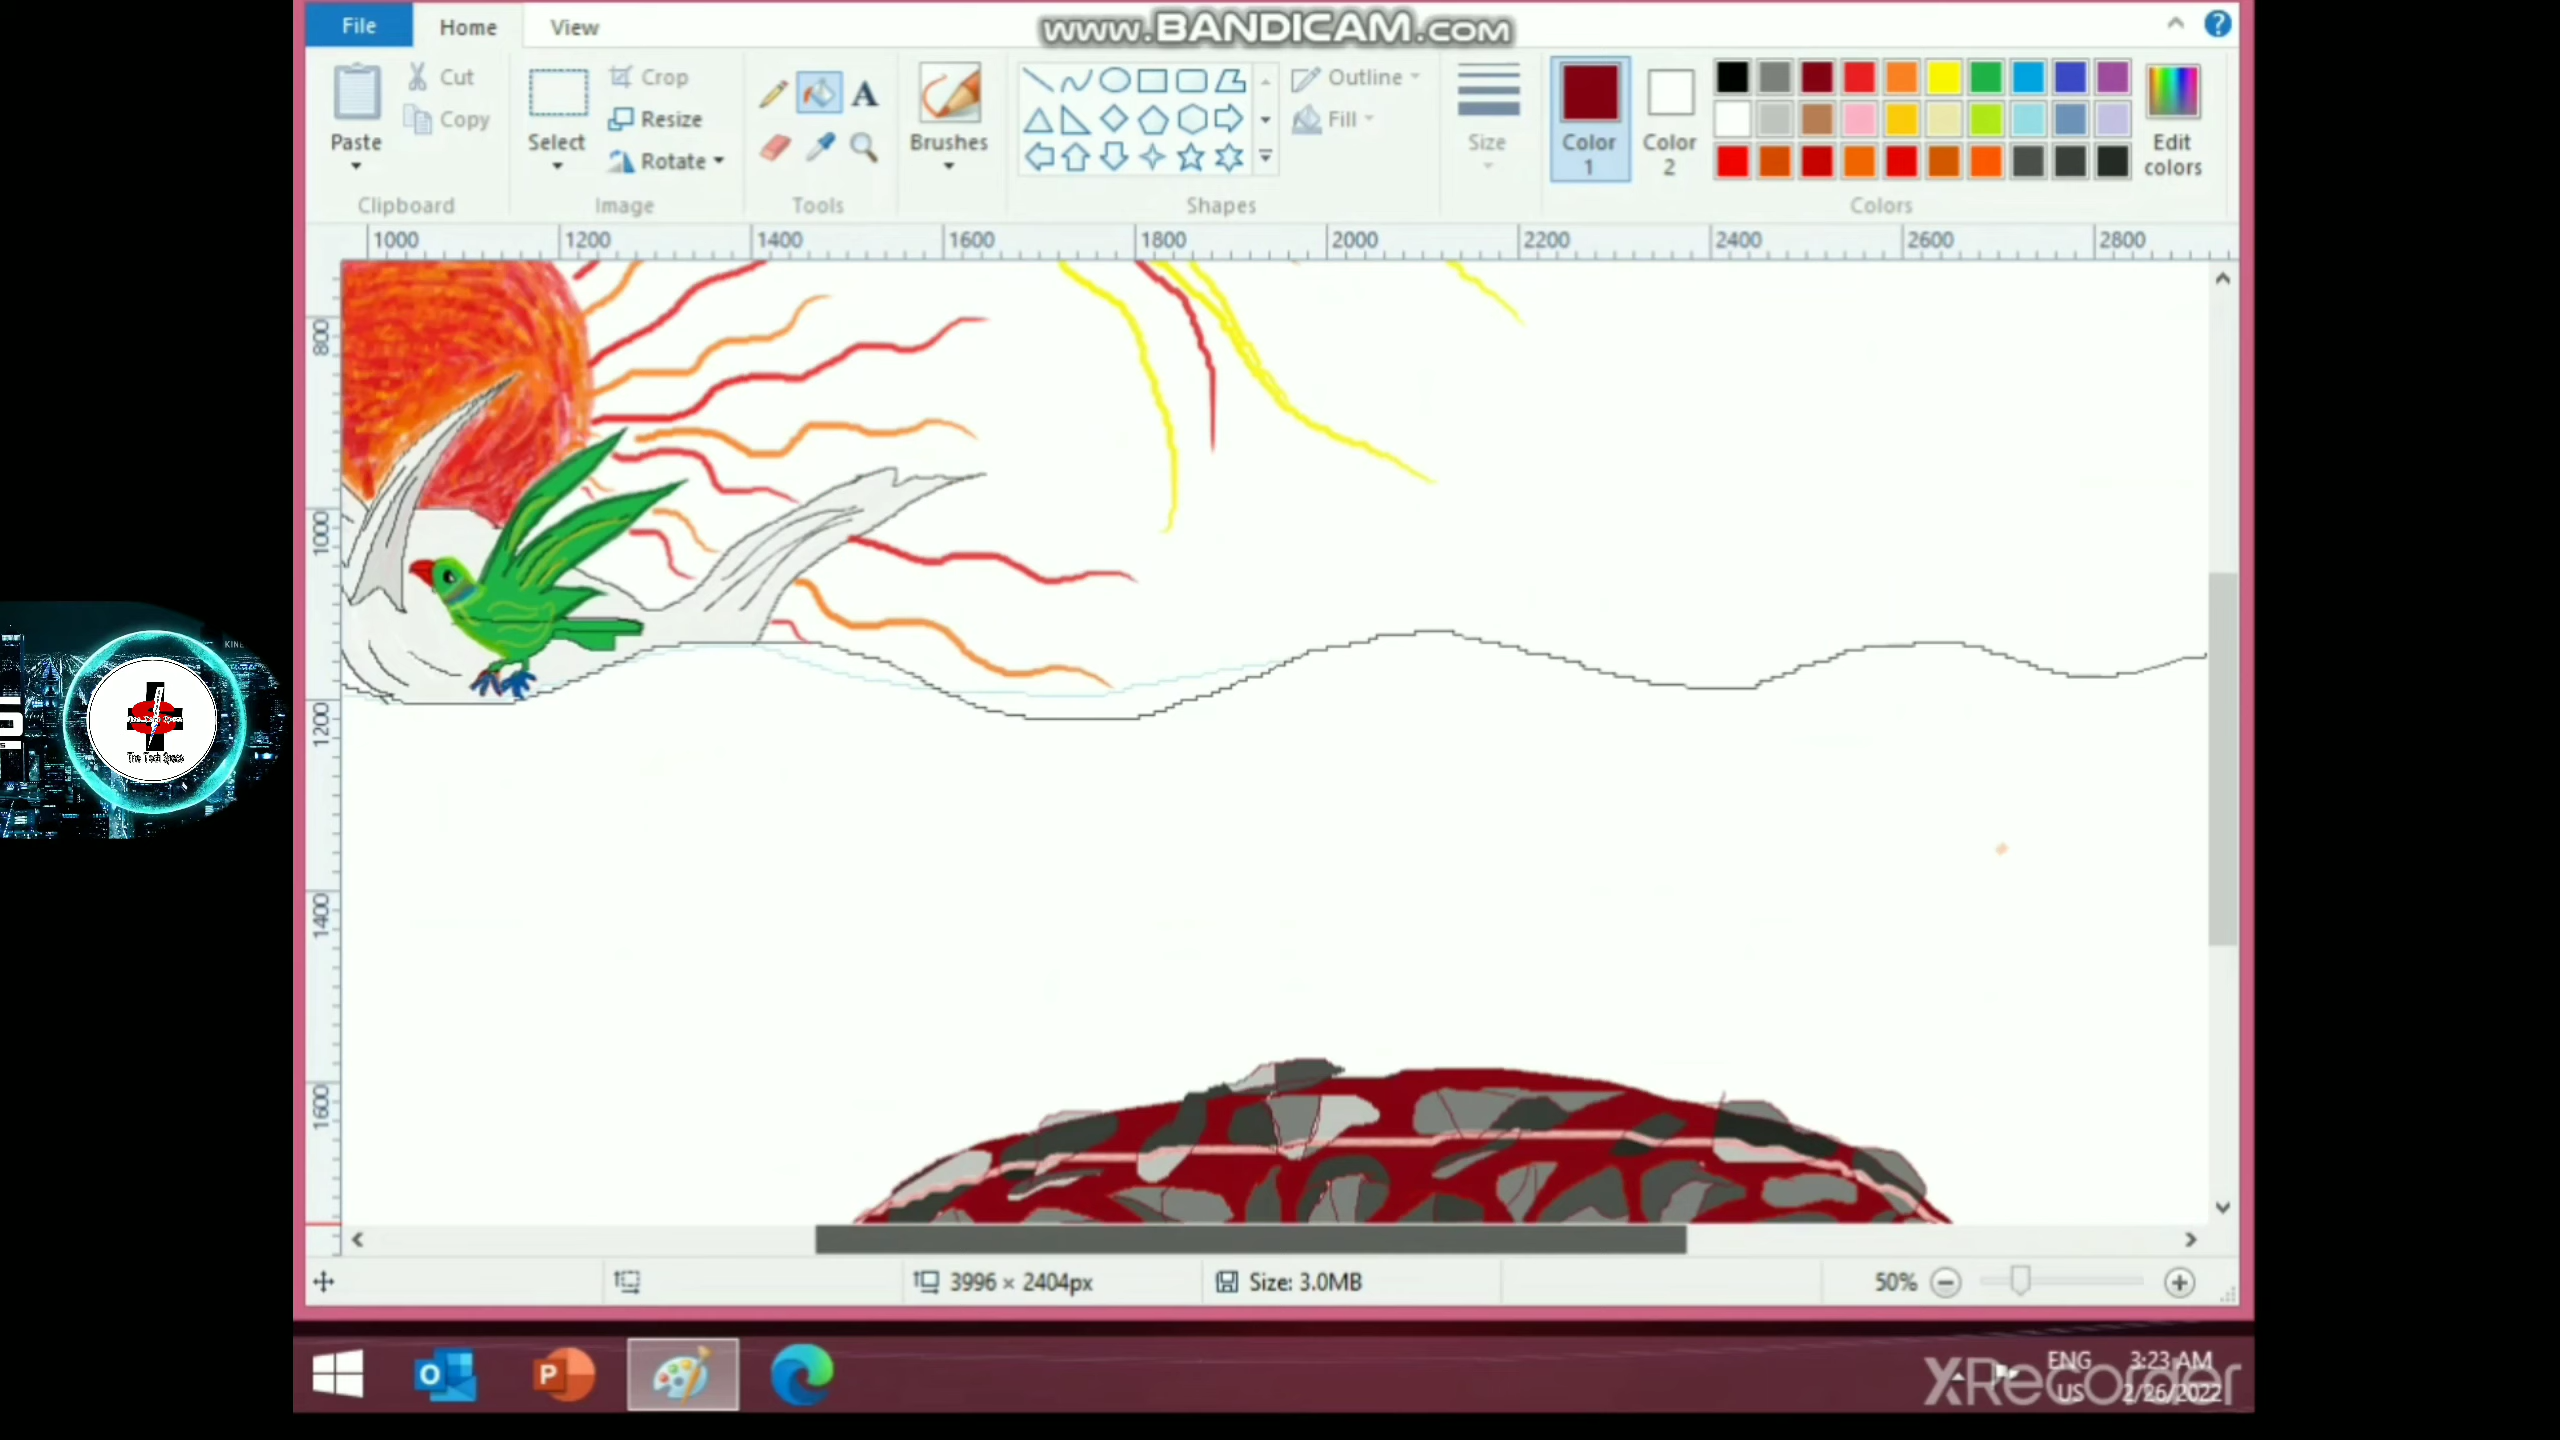 File Home View www.BANDICAM.com
Cut Crop Outline
Copy Resize Fill
Paste Select Rotate Brushes Size Color 1 Color 2 Edit colors
Clipboard Image Tools Shapes Colors
1000 1200 1400 1600 1800 2000 2200 2400 2600 2800
800
1000
1200
1400
1600
The Tech Space
3996 × 2404px Size: 3.0MB 50%
ENG 3:23 AM
US 2/26/2022
XRecorder